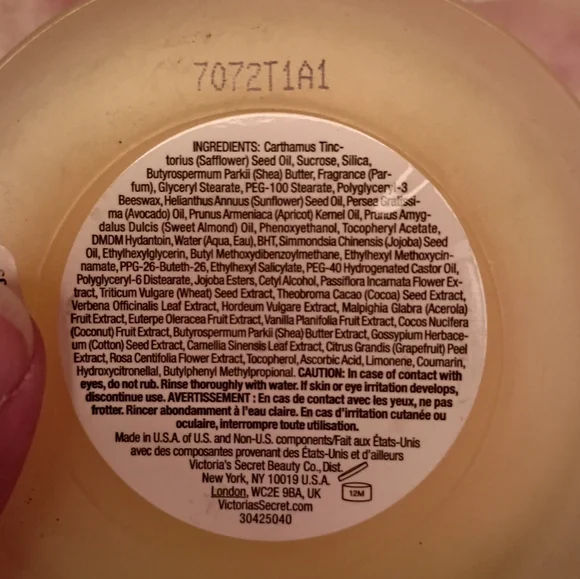 7072T1A1
INGREDIENTS: Carthamus Tinc-
torius (Safflower) Seed Oil, Sucrose, Silica,
Butyrospermum Parkii (Shea) Butter, Fragrance (Par-
fum), Glyceryl Stearate, PEG-100 Stearate, Polyglyceryl-3
Beeswax, Helianthus Annuus (Sunflower) Seed Oil, Persea Gratissi-
ma (Avocado) Oil, Prunus Armeniaca (Apricot) Kernel Oil, Prunus Amyg-
dalus Dulcis (Sweet Almond) Oil, Phenoxyethanol, Tocopheryl Acetate,
DMDM Hydantoin, Water (Aqua, Eau), BHT, Simmondsia Chinensis (Jojoba) Seed
Oil, Ethylhexylglycerin, Butyl Methoxydibenzoylmethane, Ethylhexyl Methoxycin-
namate, PPG-26-Buteth-26, Ethylhexyl Salicylate, PEG-40 Hydrogenated Castor Oil,
Polyglyceryl-6 Distearate, Jojoba Esters, Cetyl Alcohol, Passiflora Incarnata Flower Ex-
tract, Triticum Vulgare (Wheat) Seed Extract, Theobroma Cacao (Cocoa) Seed Extract,
Verbena Officinalis Leaf Extract, Hordeum Vulgare Extract, Malpighia Glabra (Acerola)
Fruit Extract, Euterpe Oleracea Fruit Extract, Vanilla Planifolia Fruit Extract, Cocos Nucifera
(Coconut) Fruit Extract, Butyrospermum Parkii (Shea) Butter Extract, Gossypium Herbace-
um (Cotton) Seed Extract, Camellia Sinensis Leaf Extract, Citrus Grandis (Grapefruit) Peel
Extract, Rosa Centifolia Flower Extract, Tocopherol, Ascorbic Acid, Limonene, Coumarin,
Hydroxycitronellal, Butylphenyl Methylpropional. CAUTION: In case of contact with
eyes, do not rub. Rinse thoroughly with water. If skin or eye irritation develops,
discontinue use. AVERTISSEMENT : En cas de contact avec les yeux, ne pas
frotter. Rincer abondamment à l'eau claire. En cas d'irritation cutanée ou
oculaire, interrompre toute utilisation.
Made in U.S.A. of U.S. and Non-U.S. components/Fait aux États-Unis
avec des composantes provenant des États-Unis et d'ailleurs
Victoria's Secret Beauty Co., Dist.
New York, NY 10019 U.S.A.
London, WC2E 9BA, UK
12M
VictoriasSecret.com
30425040